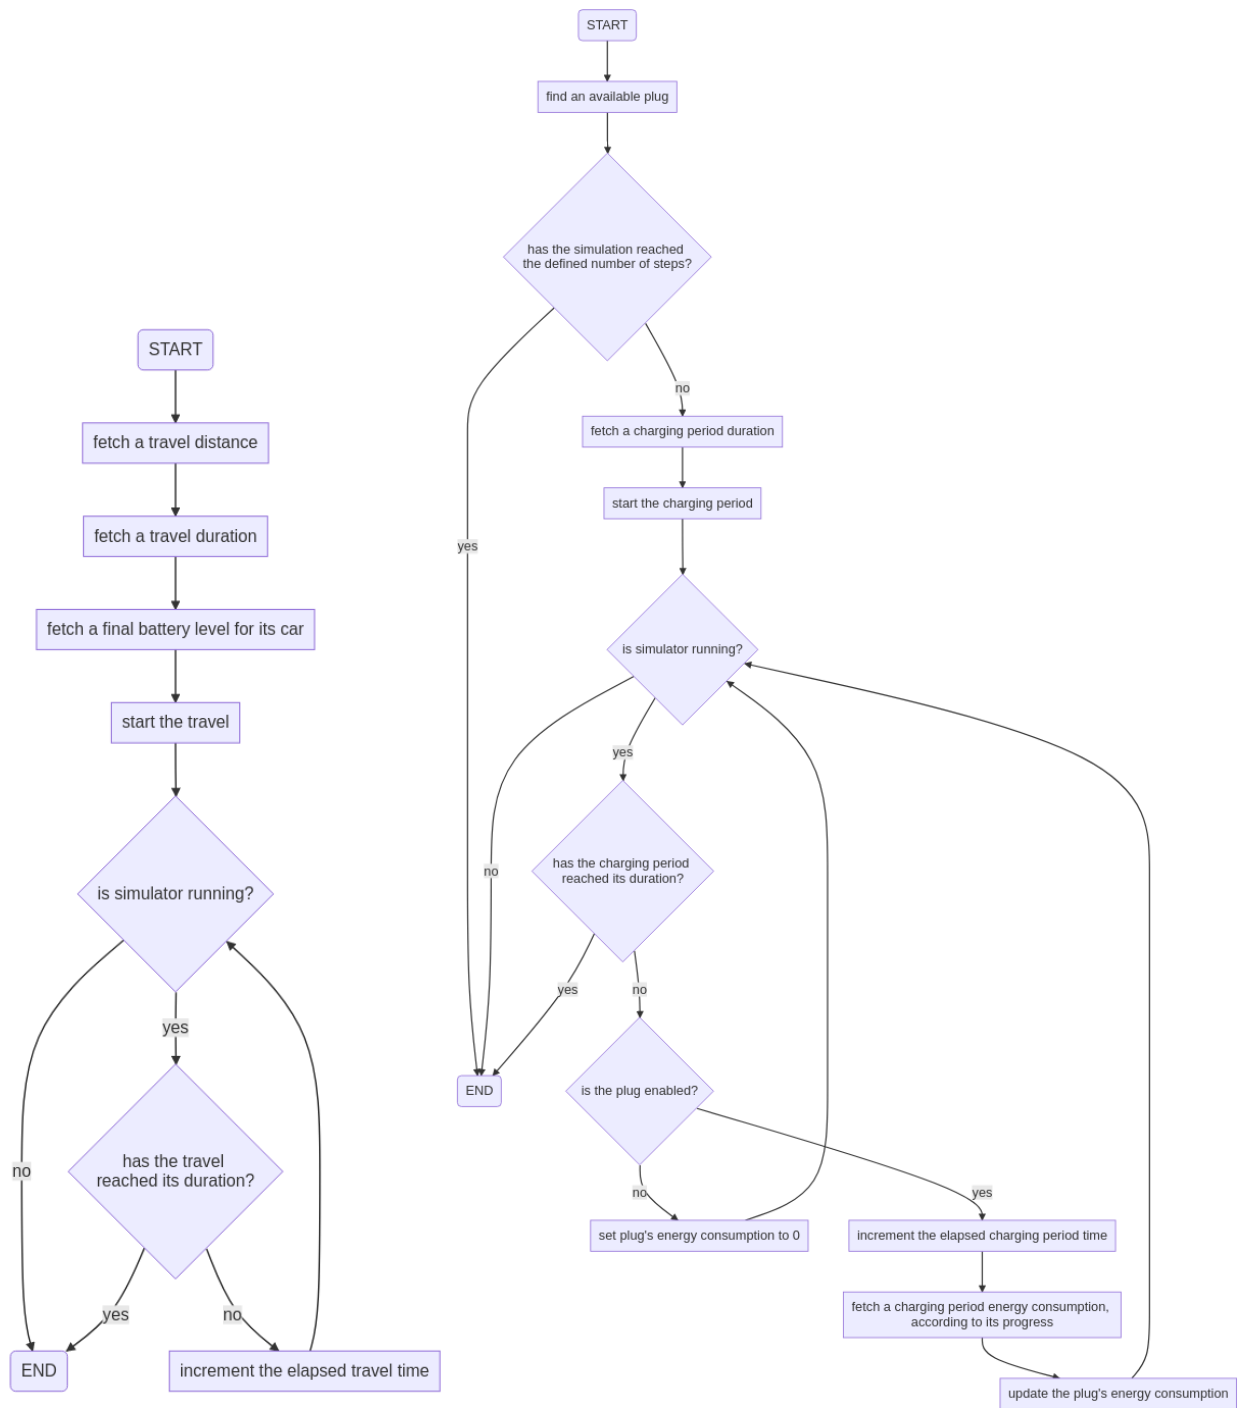 START
fetch a travel distance
fetch a travel duration
fetch a final battery level for its car
start the travel
is simulator running?
no
yes
has the travel
reached its duration?
yes
no
END
increment the elapsed travel time
START
find an available plug
has the simulation reached
the defined number of steps?
yes
no
fetch a charging period duration
start the charging period
is simulator running?
no
yes
has the charging period
reached its duration?
yes
no
END
is the plug enabled?
no
yes
set plug's energy consumption to 0
increment the elapsed charging period time
fetch a charging period energy consumption,
according to its progress
update the plug's energy consumption